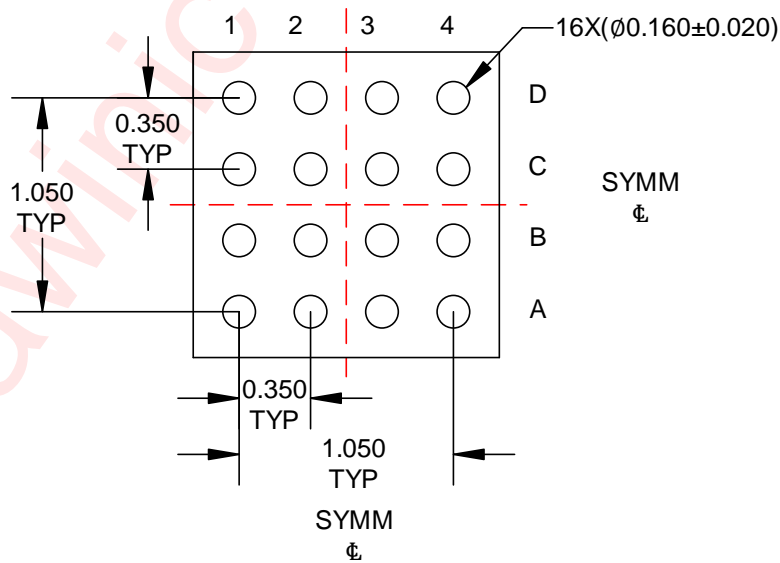 1 2 3 4
16X(Ø0.160±0.020)
D
0.350
TYP
C
1.050
TYP
SYMM
℄
B
A
0.350
TYP
1.050
TYP
SYMM
℄
awinic